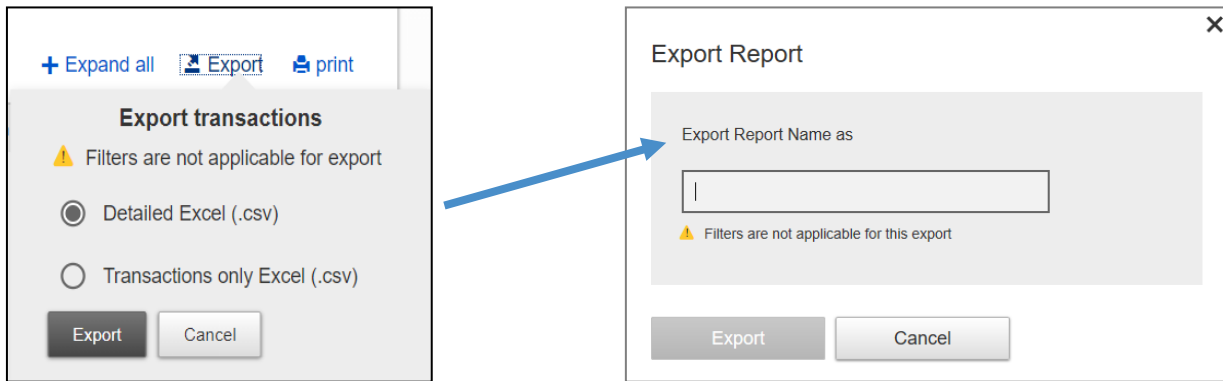 Expand all Export print
Export transactions
Filters are not applicable for export
Detailed Excel (.csv)
Transactions only Excel (.csv)
Export Cancel
Export Report
Export Report Name as
Filters are not applicable for this export
Export Cancel